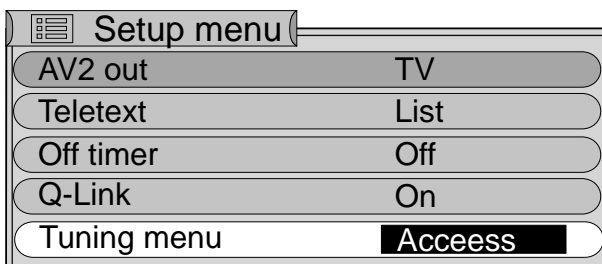 Setup menu
AV2 out TV
Teletext List
Off timer Off
Q-Link On
Tuning menu Acceess